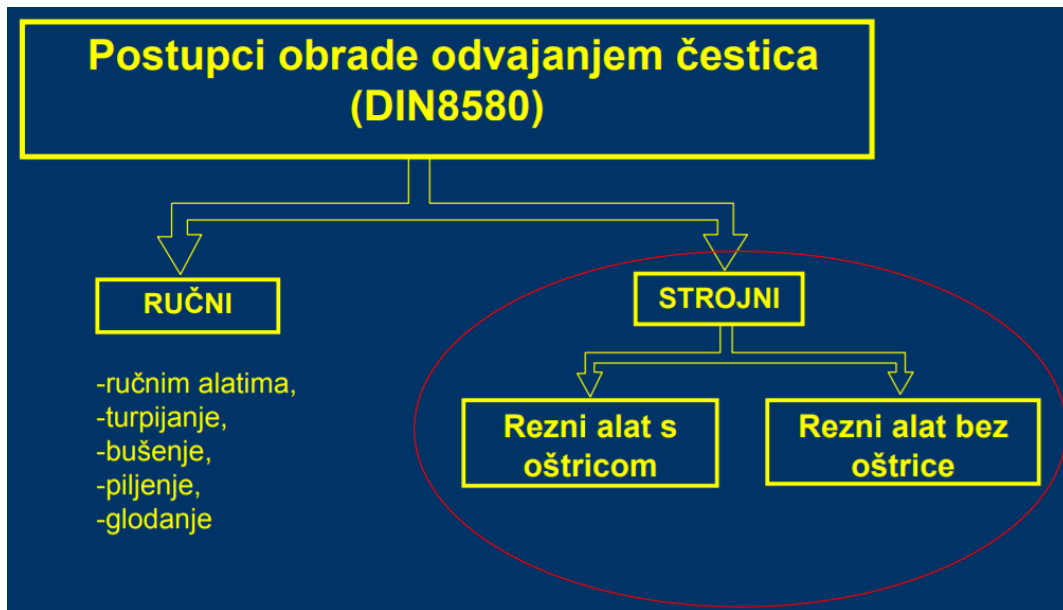 Postupci obrade odvajanjem čestica
(DIN8580)
RUČNI
-ručnim alatima,
-turpijanje,
-bušenje,
-piljenje,
-glodanje
STROJNI
Rezni alat s
oštricom
Rezni alat bez
oštrice